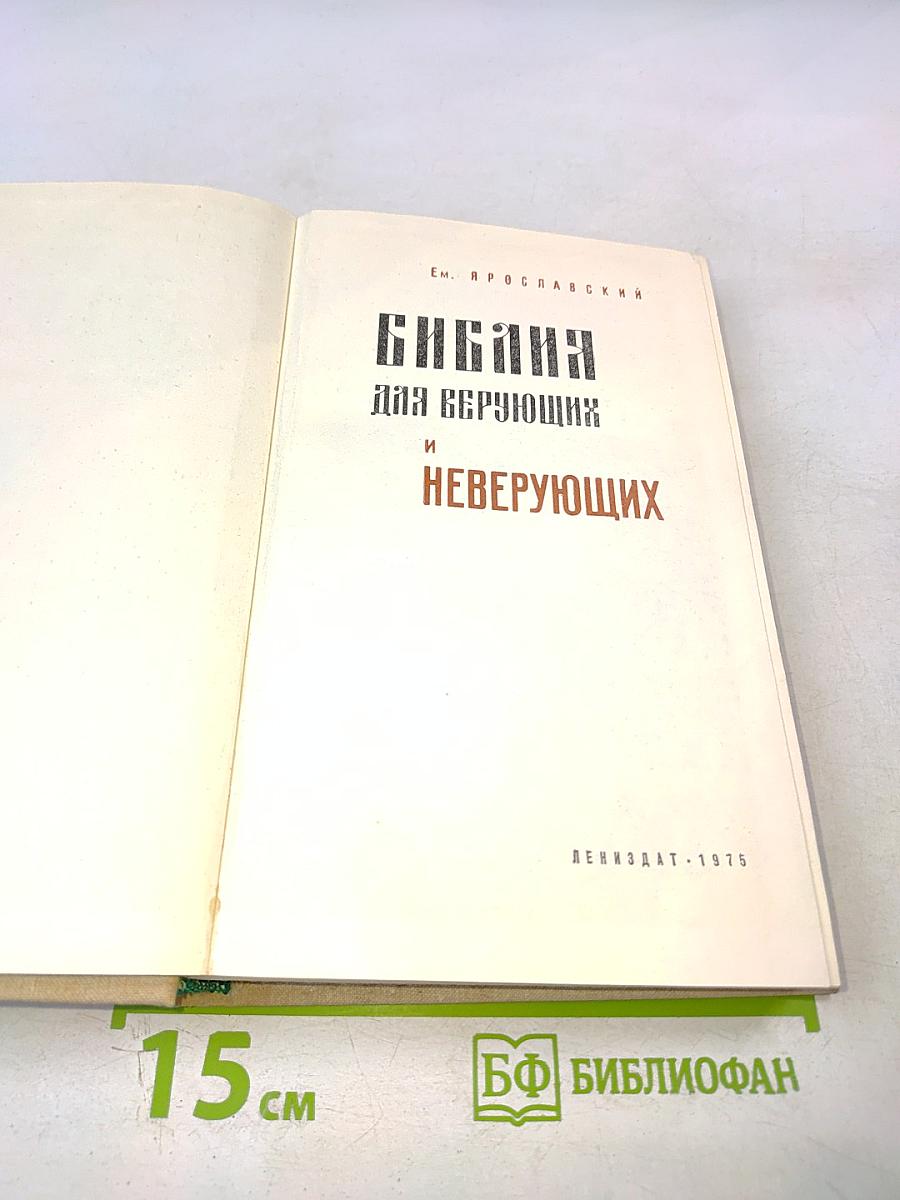 Ем. ЯРОСЛАВСКИЙ
БИБЛИЯ
ДЛЯ ВЕРУЮЩИХ
И
НЕВЕРУЮЩИХ
ЛЕНИЗДАТ · 1975
15 см
БФ БИБЛИОФАН